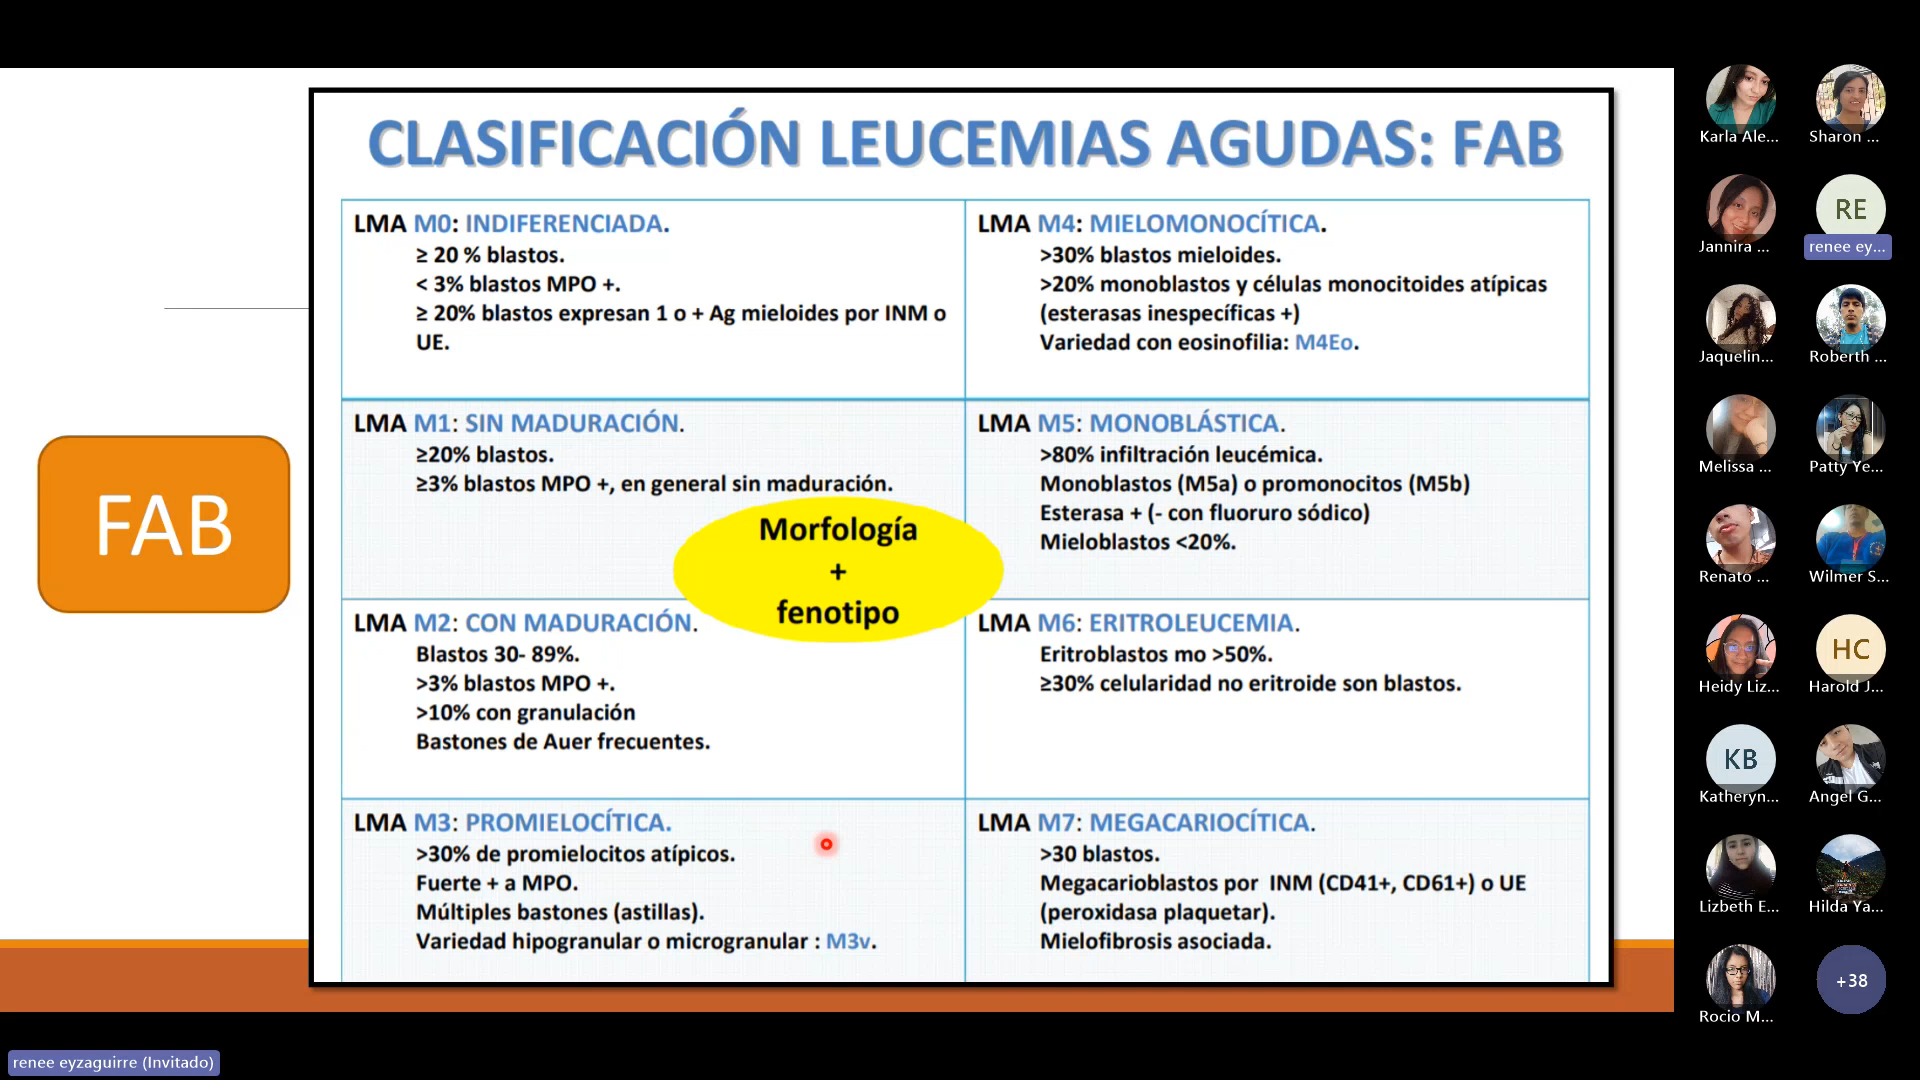 CLASIFICACIÓN LEUCEMIAS AGUDAS: FAB
FAB
LMA M0: INDIFERENCIADA.
≥ 20 % blastos.
< 3% blastos MPO +.
≥ 20% blastos expresan 1 o + Ag mieloides por INM o
UE.
LMA M1: SIN MADURACIÓN.
≥20% blastos.
≥3% blastos MPO +, en general sin maduración.
LMA M2: CON MADURACIÓN.
Blastos 30- 89%.
>3% blastos MPO +.
>10% con granulación
Bastones de Auer frecuentes.
LMA M3: PROMIELOCÍTICA.
>30% de promielocitos atípicos.
Fuerte + a MPO.
Múltiples bastones (astillas).
Variedad hipogranular o microgranular : M3v.
Morfología
+
fenotipo
LMA M4: MIELOMONOCÍTICA.
>30% blastos mieloides.
>20% monoblastos y células monocitoides atípicas
(esterasas inespecíficas +)
Variedad con eosinofilia: M4Eo.
LMA M5: MONOBLÁSTICA.
>80% infiltración leucémica.
Monoblastos (M5a) o promonocitos (M5b)
Esterasa + (- con fluoruro sódico)
Mieloblastos <20%.
LMA M6: ERITROLEUCEMIA.
Eritroblastos mo >50%.
≥30% celularidad no eritroide son blastos.
LMA M7: MEGACARIOCÍTICA.
>30 blastos.
Megacarioblastos por INM (CD41+, CD61+) o UE
(peroxidasa plaquetar).
Mielofibrosis asociada.
Karla Ale...
Sharon ...
Jannira ...
RE
renee ey...
Jaquelin...
Roberth ...
Melissa ...
Patty Ye...
Renato ...
Wilmer S...
Heidy Liz...
HC
Harold J...
KB
Katheryn...
Angel G...
Lizbeth E...
Hilda Ya...
Rocio M...
+38
renee eyzaguirre (Invitado)